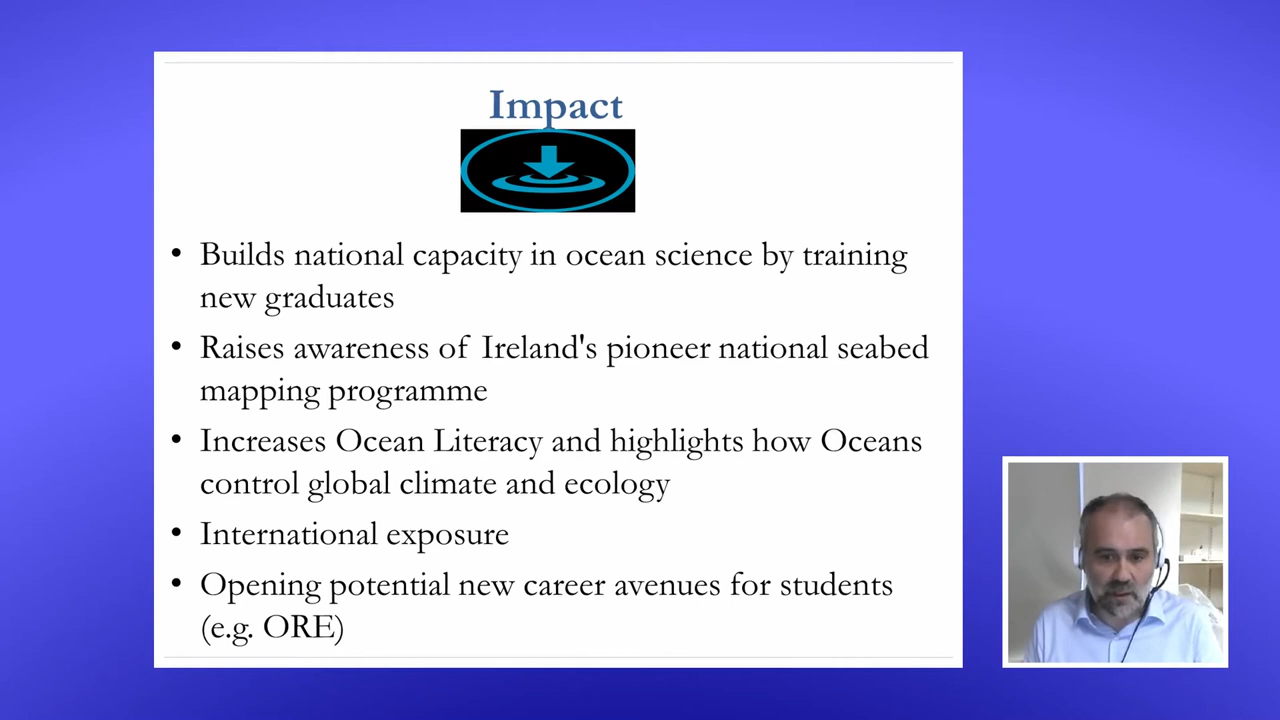 Impact
• Builds national capacity in ocean science by training
new graduates
• Raises awareness of Ireland's pioneer national seabed
mapping programme
• Increases Ocean Literacy and highlights how Oceans
control global climate and ecology
• International exposure
• Opening potential new career avenues for students
(e.g. ORE)